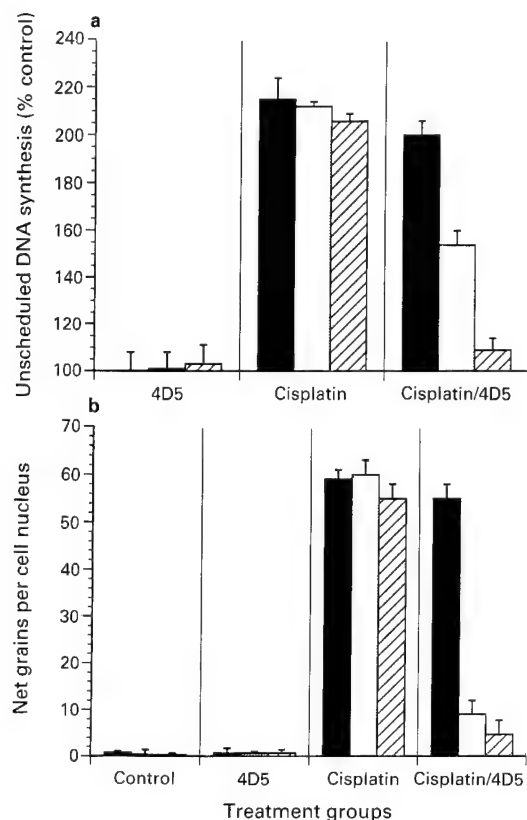 a
Unscheduled DNA synthesis (% control)
240
220
200
180
160
140
120
100
4D5
Cisplatin
Cisplatin/4D5
b
Net grains per cell nucleus
70
60
50
40
30
20
10
0
Control
4D5
Cisplatin
Cisplatin/4D5
Treatment groups